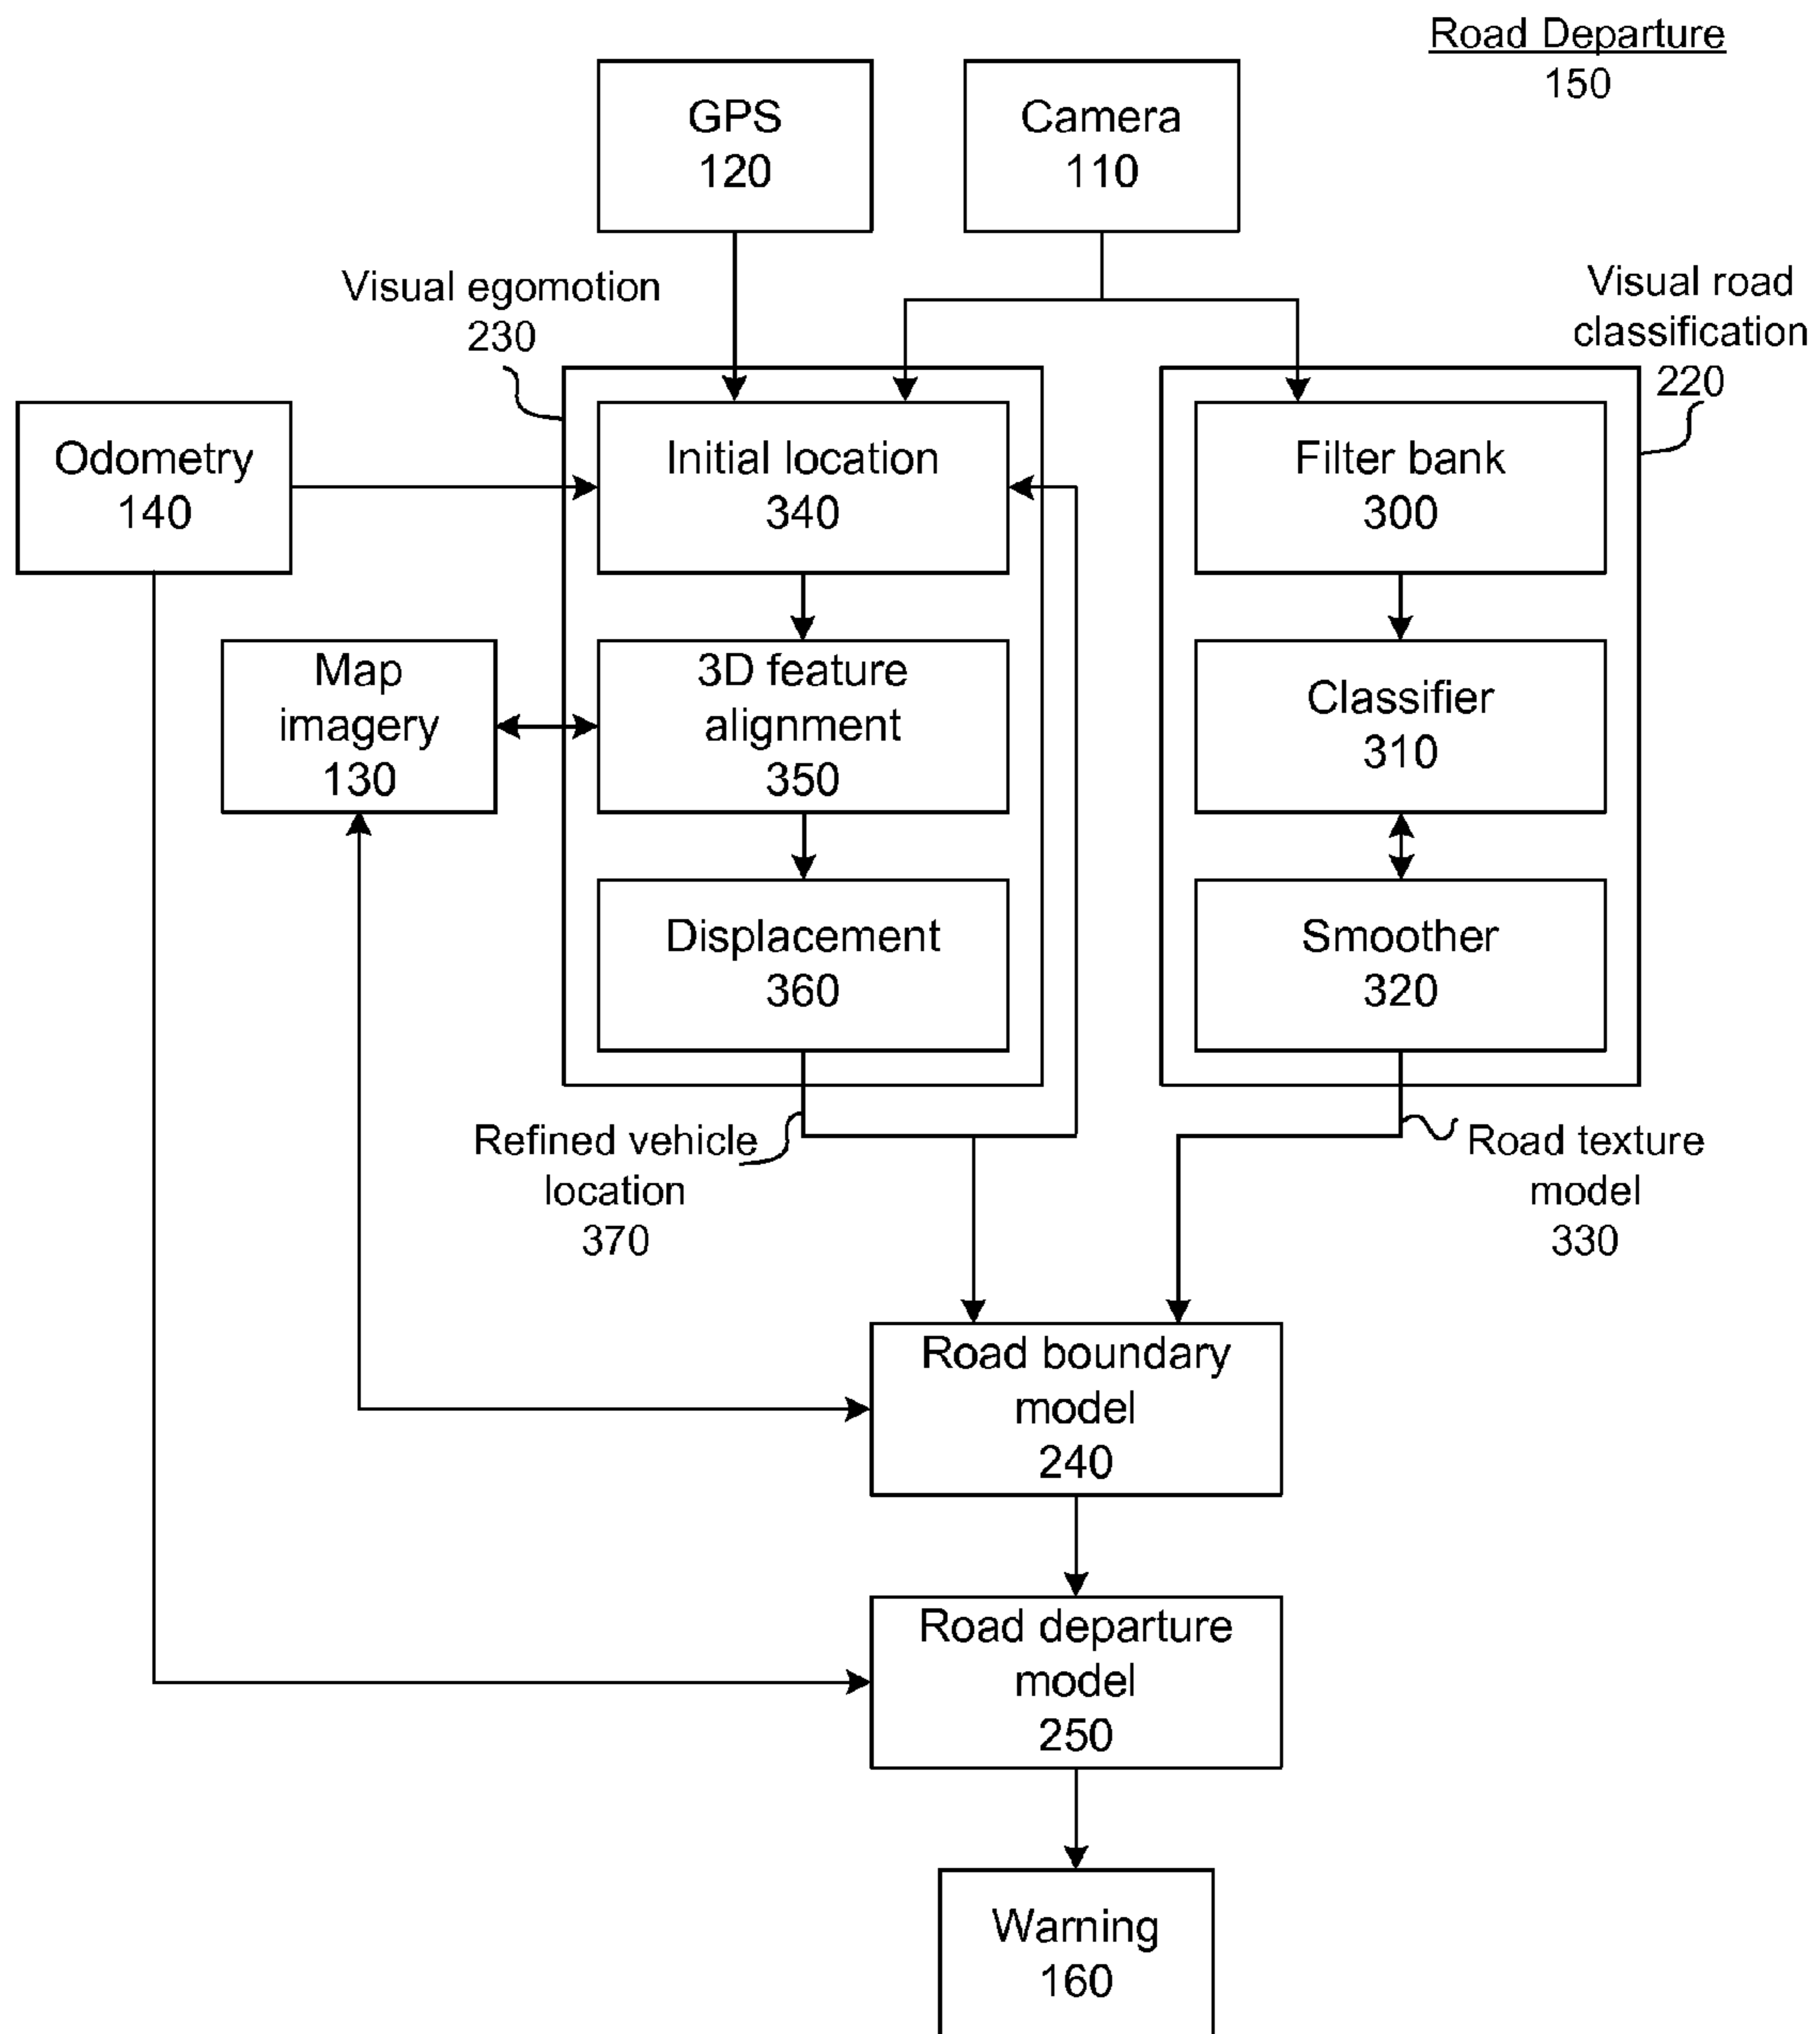 Road Departure
150
GPS
120
Camera
110
Visual egomotion
230
Visual road
classification
220
Odometry
140
Initial location
340
Filter bank
300
Map
imagery
130
3D feature
alignment
350
Classifier
310
Displacement
360
Smoother
320
Refined vehicle
location
370
Road texture
model
330
Road boundary
model
240
Road departure
model
250
Warning
160